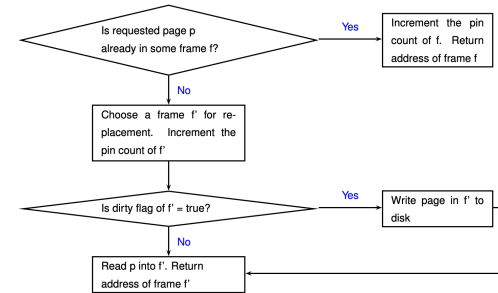 Is requested page p
already in some frame f?
Yes
Increment the pin
count of f. Return
address of frame f
No
Choose a frame f' for re-
placement. Increment the
pin count of f'
Is dirty flag of f' = true?
Yes
Write page in f' to
disk
No
Read p into f'. Return
address of frame f'